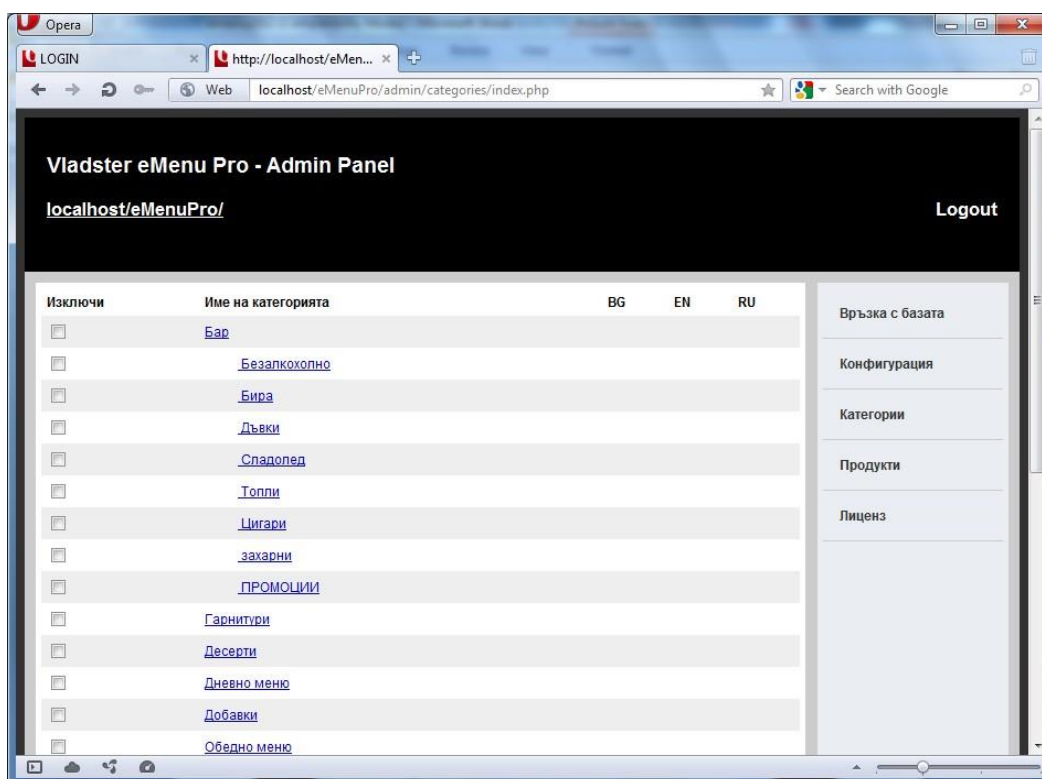 Opera
LOGIN
http://localhost/eMen...
Web localhost/eMenuPro/admin/categories/index.php
Search with Google
Vladster eMenu Pro - Admin Panel
localhost/eMenuPro/
Logout
Изключи Име на категорията BG EN RU
Бар
Безалкохолно
Бира
Дъвки
Сладолед
Топли
Цигари
захарни
ПРОМОЦИИ
Гарнитури
Десерти
Дневно меню
Добавки
Обедно меню
Връзка с базата
Конфигурация
Категории
Продукти
Лиценз